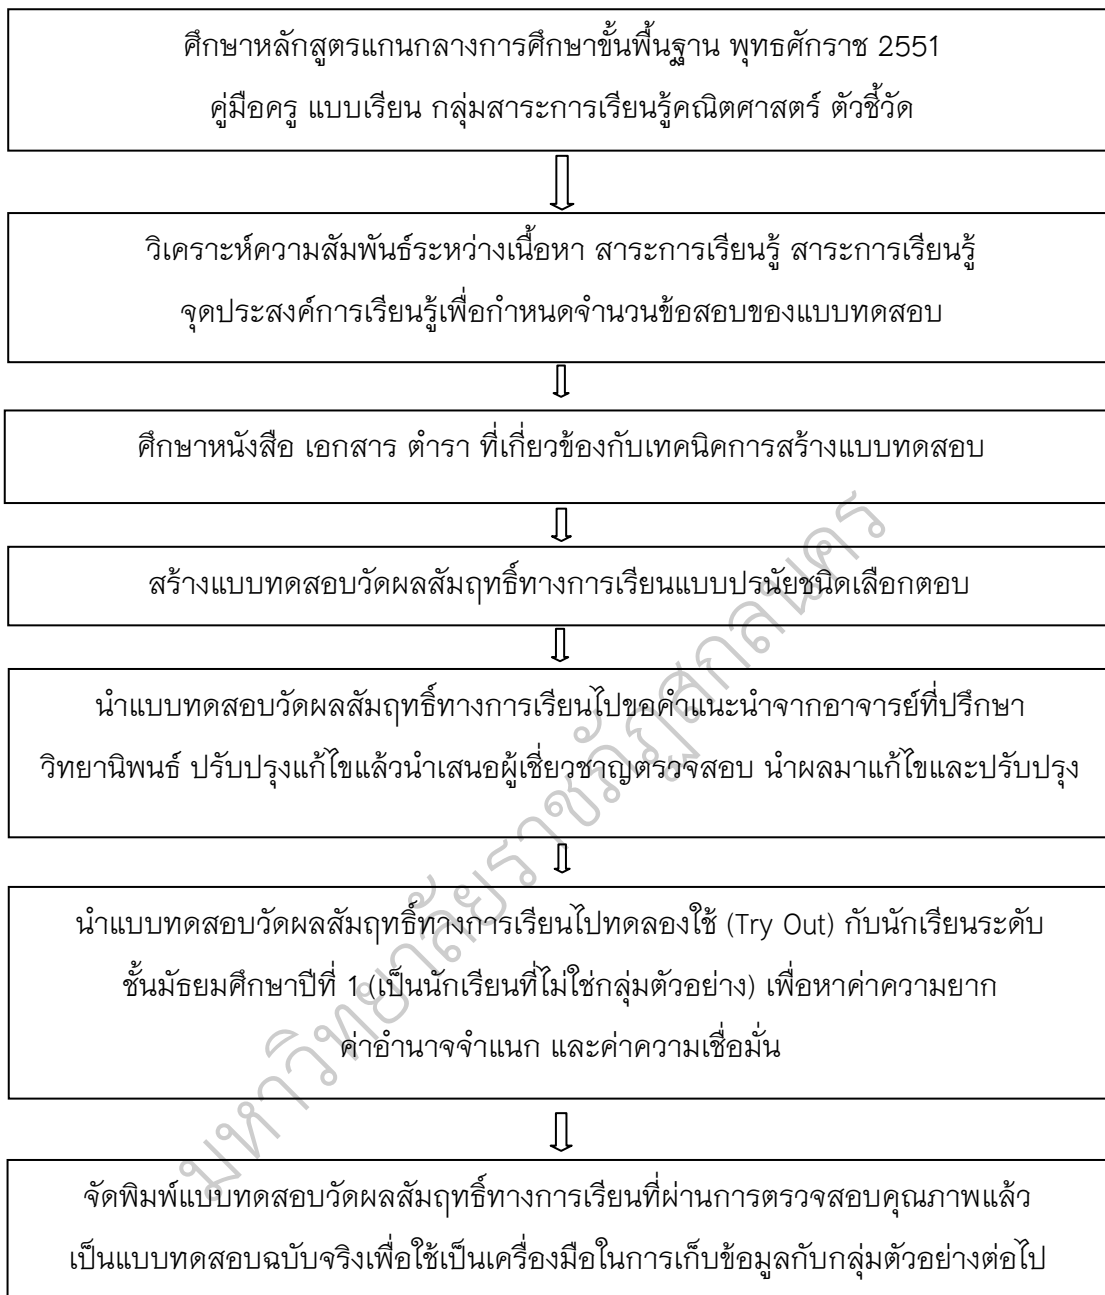 ศึกษาหลักสูตรแกนกลางการศึกษาขั้นพื้นฐาน พุทธศักราช 2551
คู่มือครู แบบเรียน กลุ่มสาระการเรียนรู้คณิตศาสตร์ ตัวชี้วัด
วิเคราะห์ความสัมพันธ์ระหว่างเนื้อหา สาระการเรียนรู้ สาระการเรียนรู้
จุดประสงค์การเรียนรู้เพื่อกำหนดจำนวนข้อสอบของแบบทดสอบ
ศึกษาหนังสือ เอกสาร ตำรา ที่เกี่ยวข้องกับเทคนิคการสร้างแบบทดสอบ
สร้างแบบทดสอบวัดผลสัมฤทธิ์ทางการเรียนแบบปรนัยชนิดเลือกตอบ
นำแบบทดสอบวัดผลสัมฤทธิ์ทางการเรียนไปขอคำแนะนำจากอาจารย์ที่ปรึกษา
วิทยานิพนธ์ ปรับปรุงแก้ไขแล้วนำเสนอผู้เชี่ยวชาญตรวจสอบ นำผลมาแก้ไขและปรับปรุง
นำแบบทดสอบวัดผลสัมฤทธิ์ทางการเรียนไปทดลองใช้ (Try Out) กับนักเรียนระดับ
ชั้นมัธยมศึกษาปีที่ 1 (เป็นนักเรียนที่ไม่ใช่กลุ่มตัวอย่าง) เพื่อหาค่าความยาก
ค่าอำนาจจำแนก และค่าความเชื่อมั่น
จัดพิมพ์แบบทดสอบวัดผลสัมฤทธิ์ทางการเรียนที่ผ่านการตรวจสอบคุณภาพแล้ว
เป็นแบบทดสอบฉบับจริงเพื่อใช้เป็นเครื่องมือในการเก็บข้อมูลกับกลุ่มตัวอย่างต่อไป
มหาวิทยาลัยราชภัฏสกลนคร